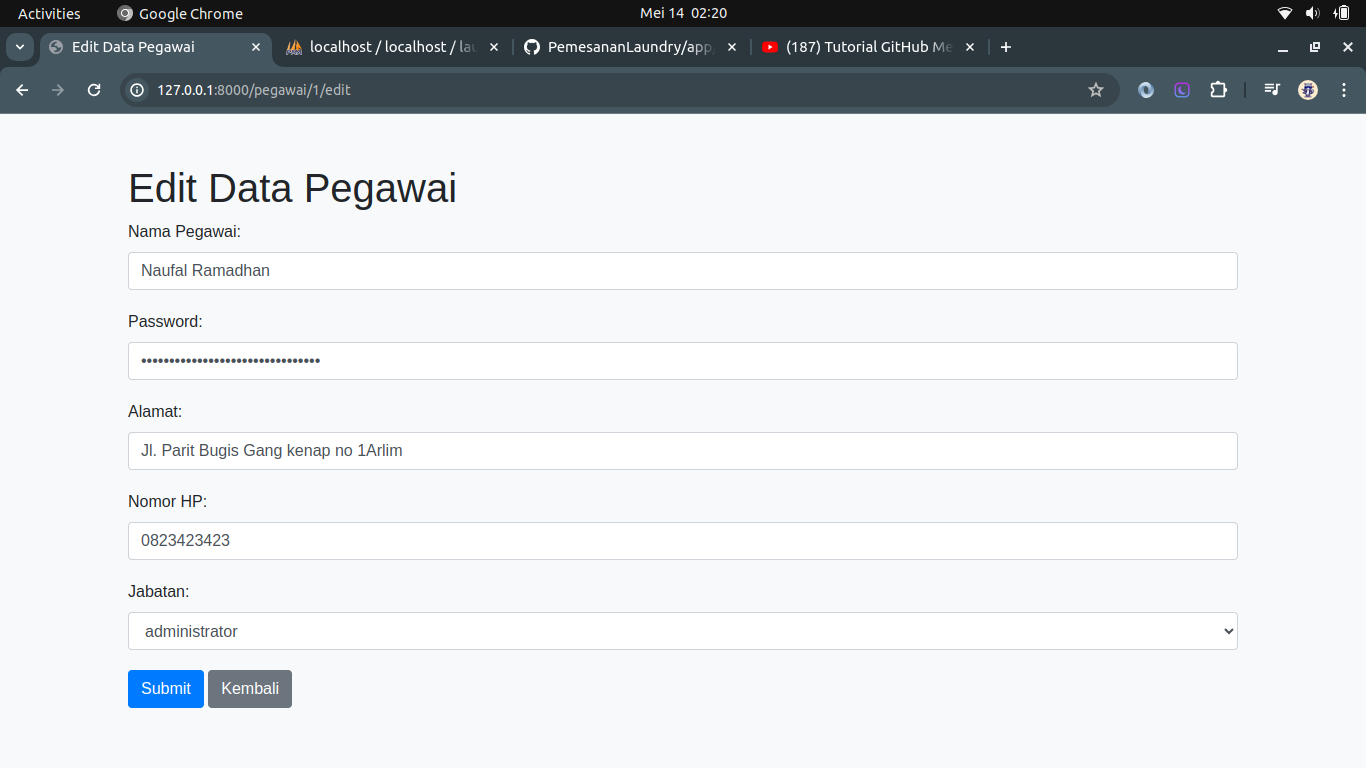 Activities
Google Chrome
Mei 14 02:20
Edit Data Pegawai
localhost / localhost / lau
PemesananLaundry/app
(187) Tutorial GitHub Me
127.0.0.1:8000/pegawai/1/edit
Edit Data Pegawai
Nama Pegawai:
Naufal Ramadhan
Password:
••••••••••••••••••••••••••••••••
Alamat:
Jl. Parit Bugis Gang kenap no 1Arlim
Nomor HP:
0823423423
Jabatan:
administrator
Submit
Kembali